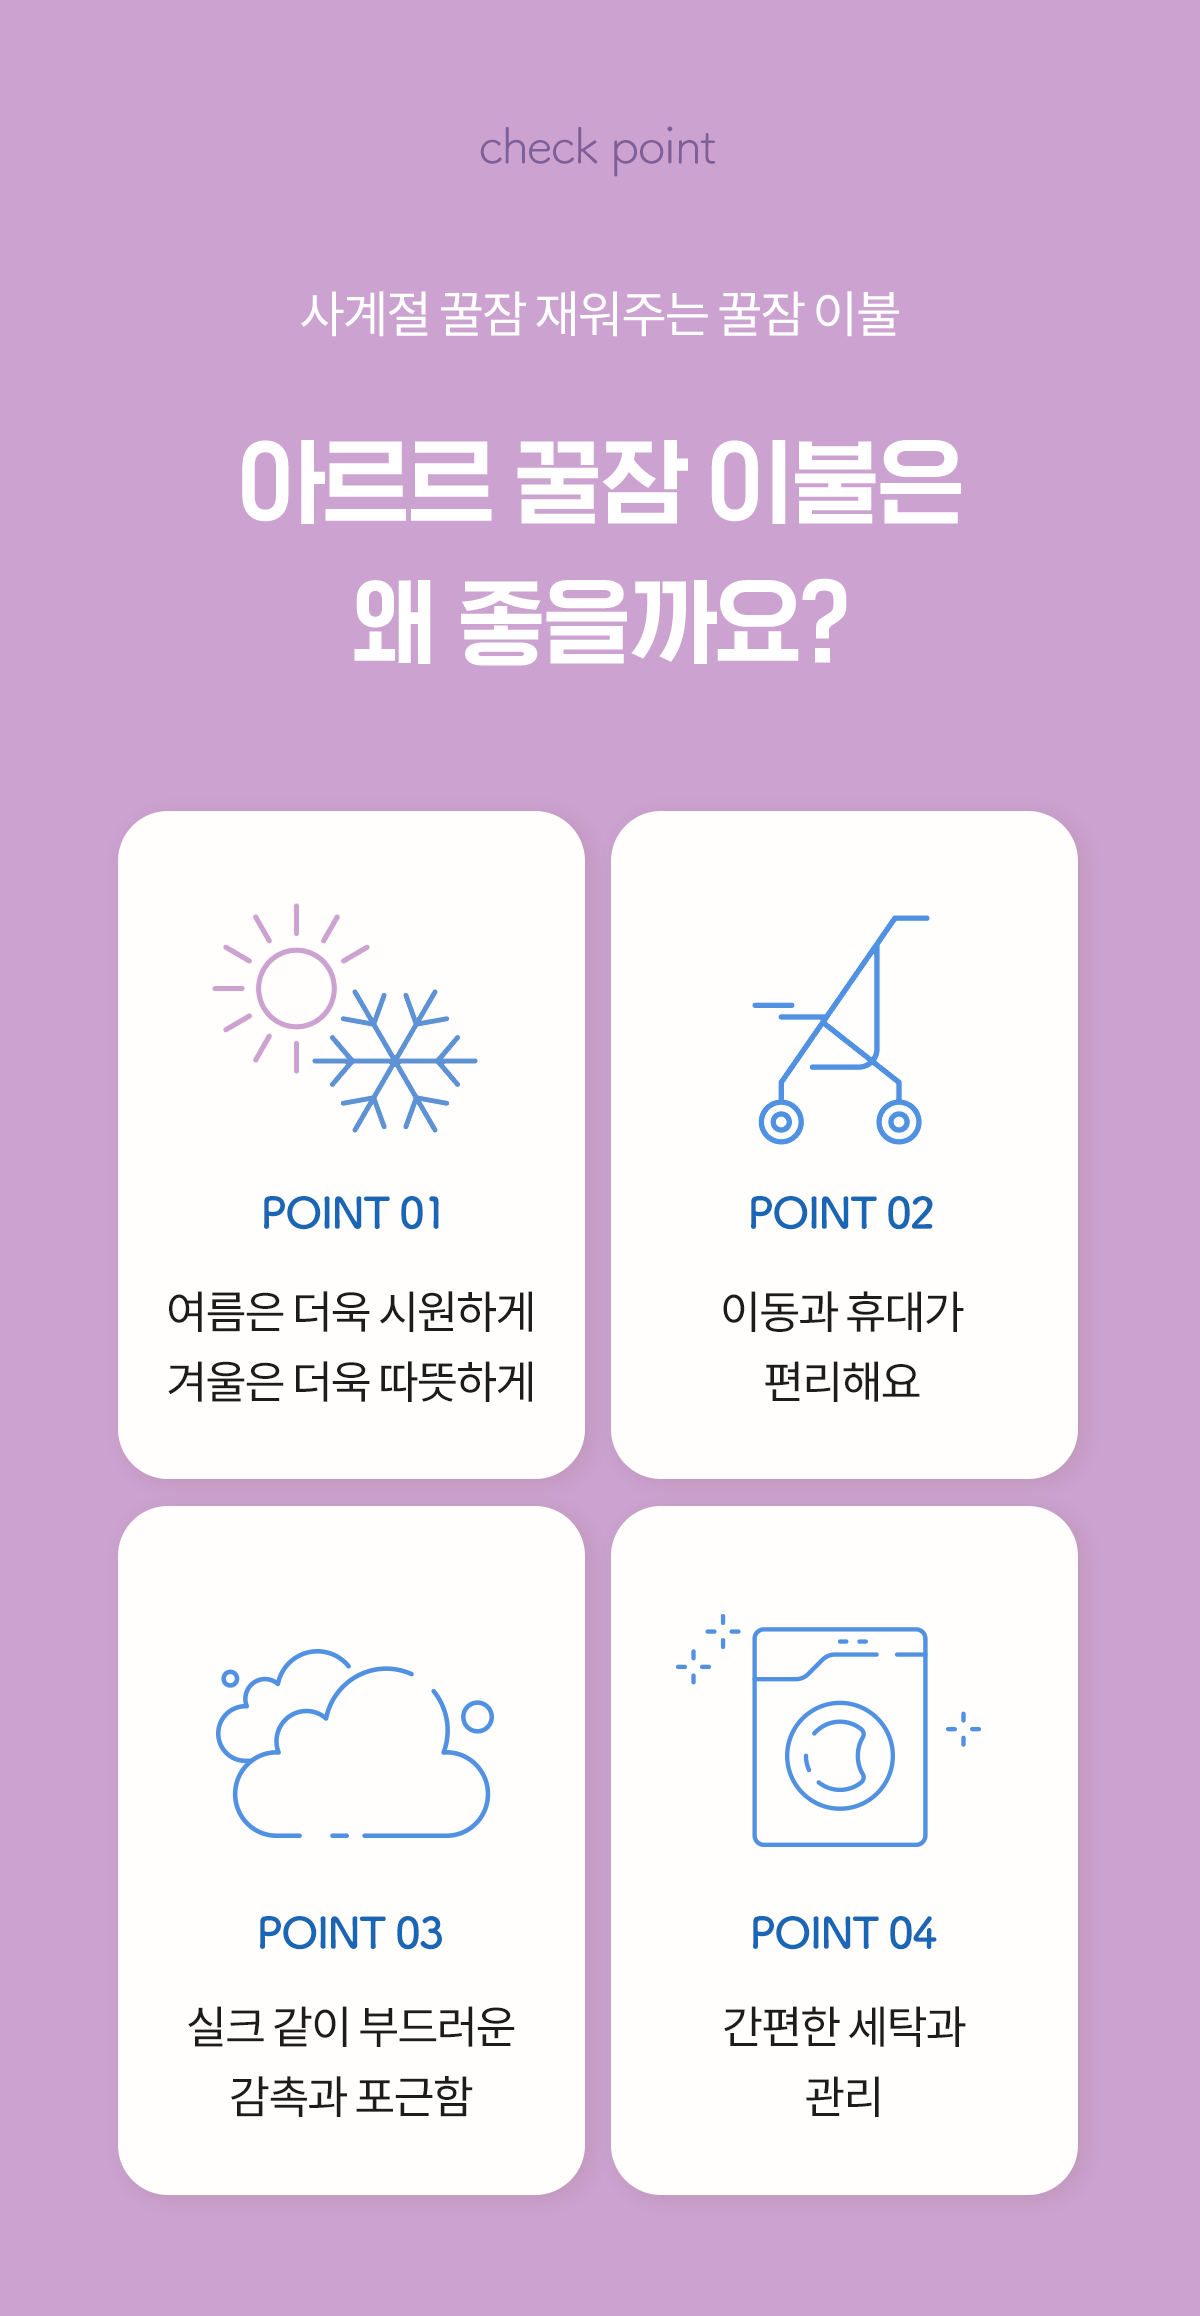 check point
사계절 꿀잠 재워주는 꿀잠 이불
아르르 꿀잠 이불은
왜 좋을까요?
POINT 01
여름은 더욱 시원하게
겨울은 더욱 따뜻하게
POINT 02
이동과 휴대가
편리해요
POINT 03
실크 같이 부드러운
감촉과 포근함
POINT 04
간편한 세탁과
관리